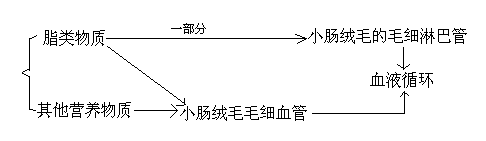 一部分
脂类物质
小肠绒毛的毛细淋巴管
血液循环
其他营养物质
小肠绒毛毛细血管